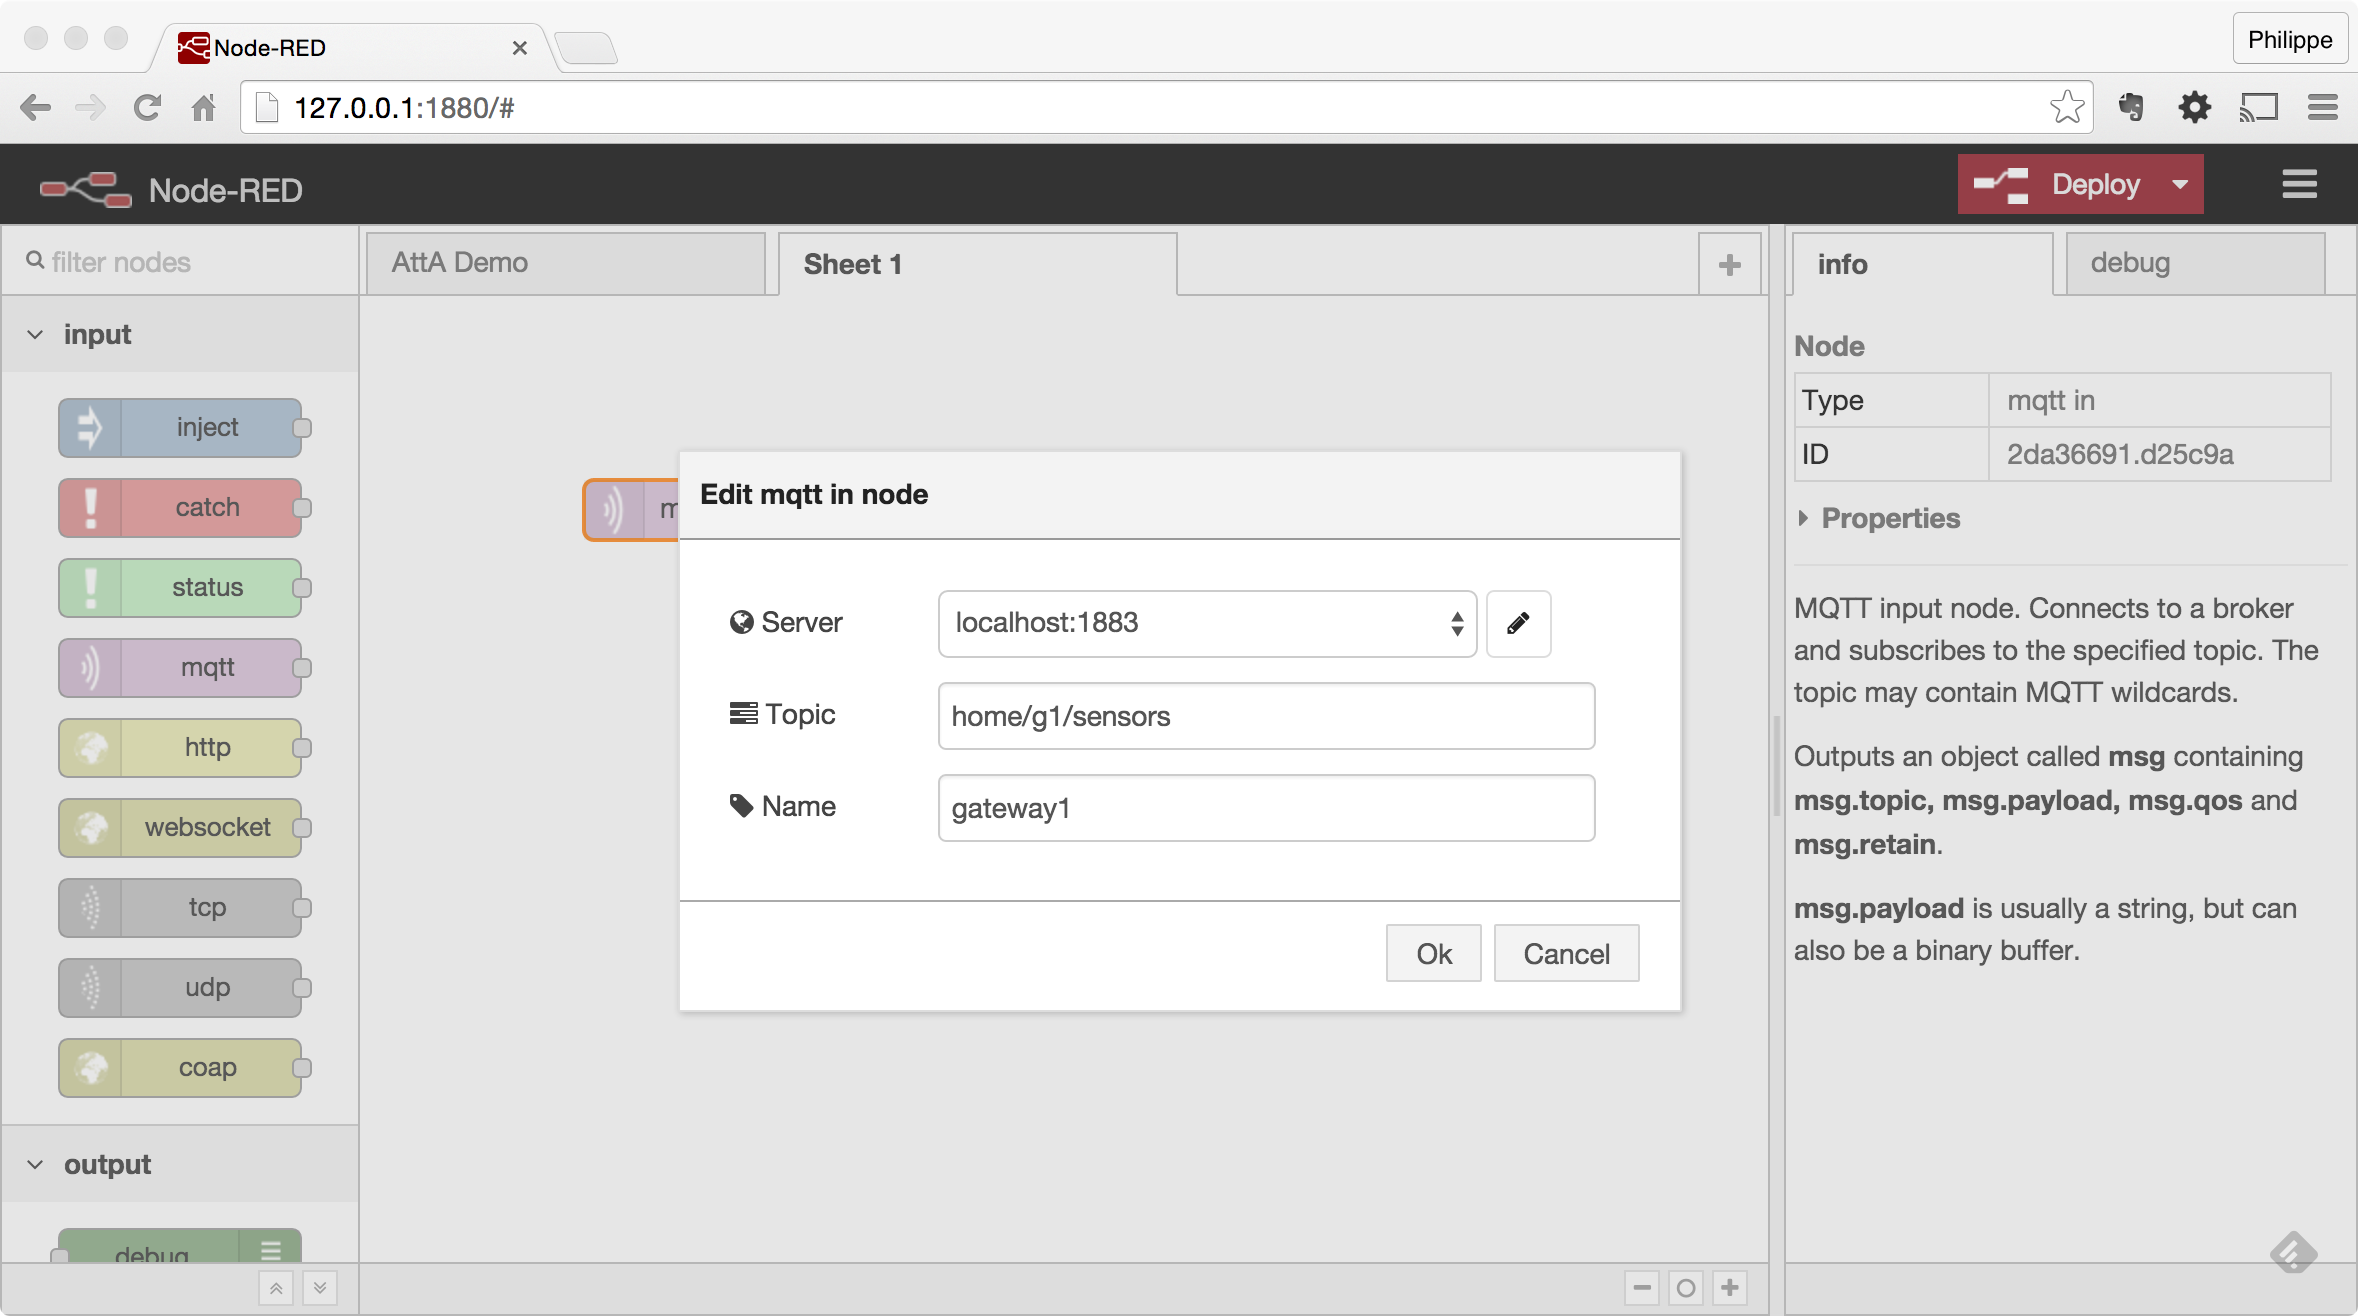 Node-RED
Philippe
127.0.0.1:1880/#
Node-RED
Deploy
filter nodes
AttA Demo
Sheet 1
info
debug
input
inject
catch
status
mqtt
http
websocket
tcp
udp
coap
output
debug
m
Edit mqtt in node
Server
localhost:1883
Topic
home/g1/sensors
Name
gateway1
Ok
Cancel
Node
Type
mqtt in
ID
2da36691.d25c9a
Properties
MQTT input node. Connects to a broker
and subscribes to the specified topic. The
topic may contain MQTT wildcards.
Outputs an object called msg containing
msg.topic, msg.payload, msg.qos and
msg.retain.
msg.payload is usually a string, but can
also be a binary buffer.